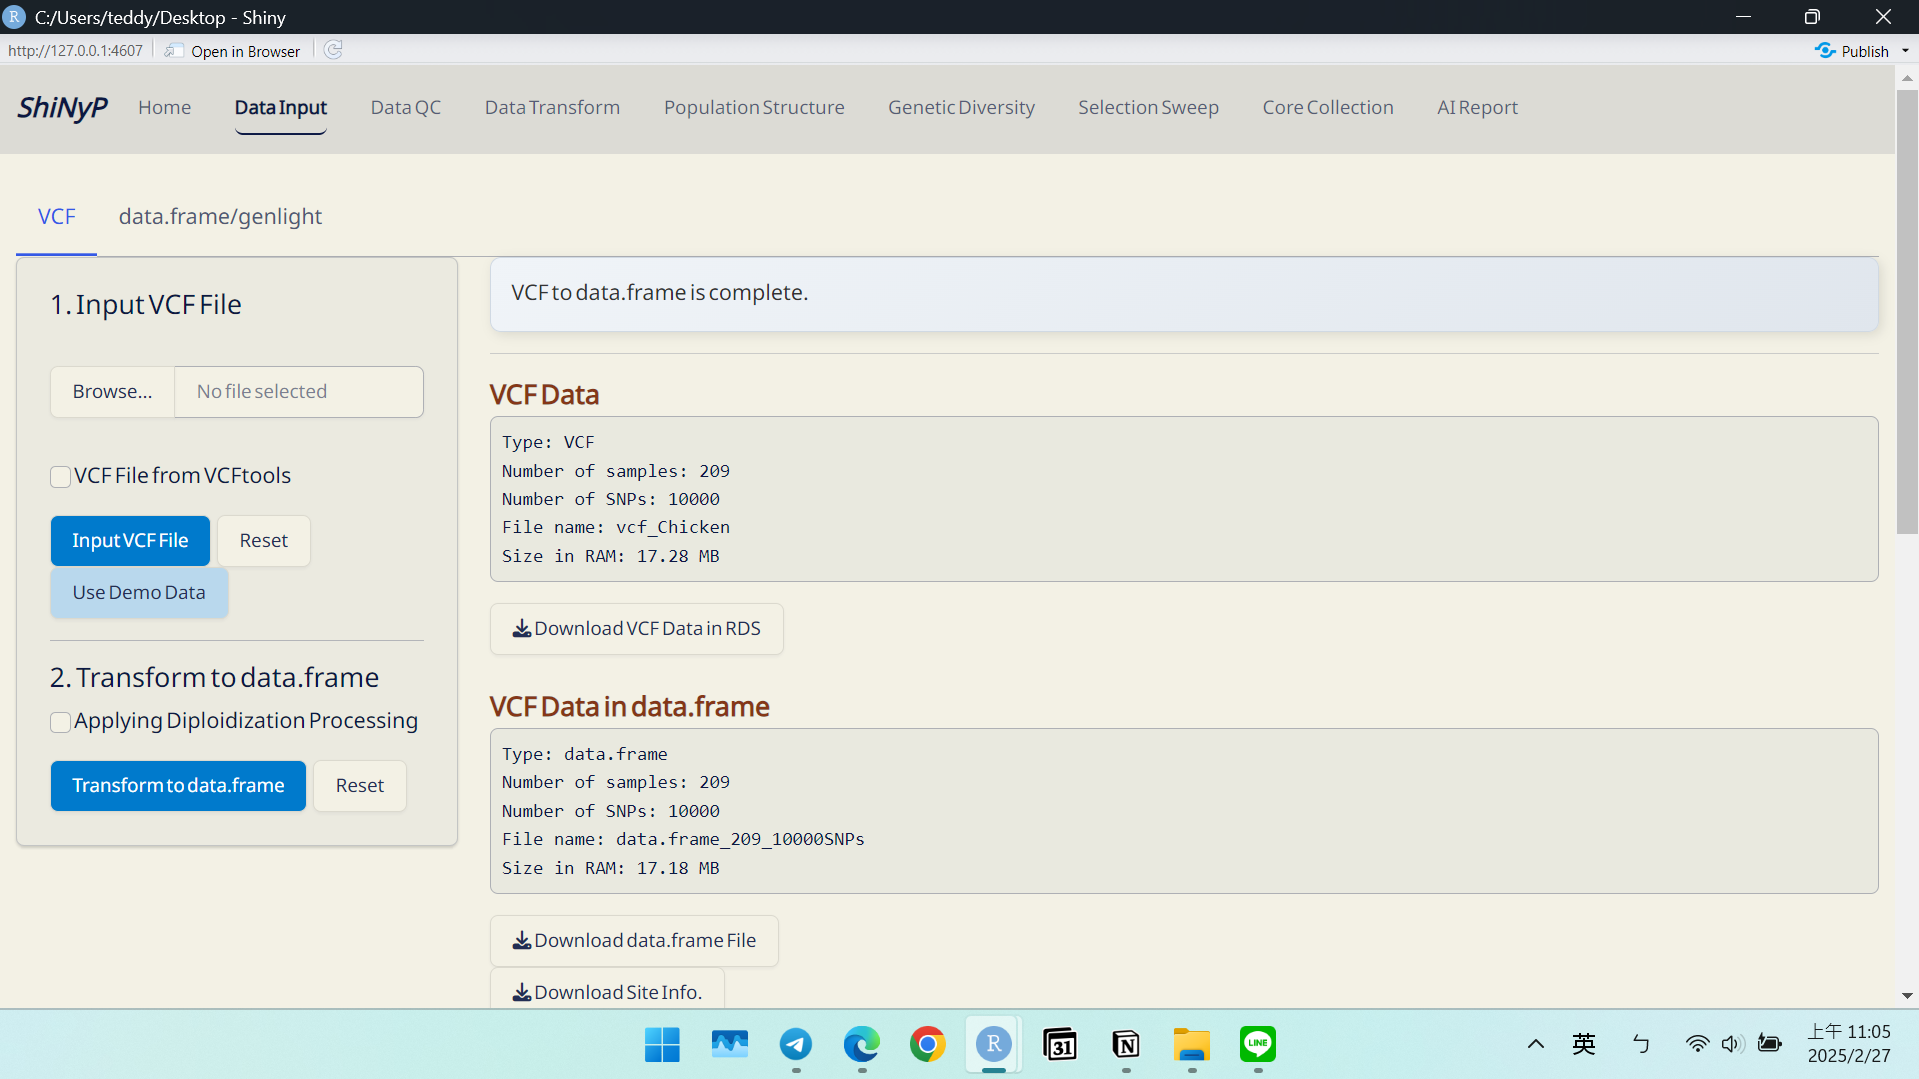 C:/Users/teddy/Desktop - Shiny
http://127.0.0.1:4607 Open in Browser Publish
ShiNyP Home Data Input Data QC Data Transform Population Structure Genetic Diversity Selection Sweep Core Collection AI Report
VCF data.frame/genlight
1. Input VCF File
Browse... No file selected
VCF File from VCFtools
Input VCF File Reset
Use Demo Data
2. Transform to data.frame
Applying Diploidization Processing
Transform to data.frame Reset
VCF to data.frame is complete.
VCF Data
Type: VCF
Number of samples: 209
Number of SNPs: 10000
File name: vcf_Chicken
Size in RAM: 17.28 MB
Download VCF Data in RDS
VCF Data in data.frame
Type: data.frame
Number of samples: 209
Number of SNPs: 10000
File name: data.frame_209_10000SNPs
Size in RAM: 17.18 MB
Download data.frame File
Download Site Info.
R 31 N LINE
英 ㄅ 上午 11:05
2025/2/27